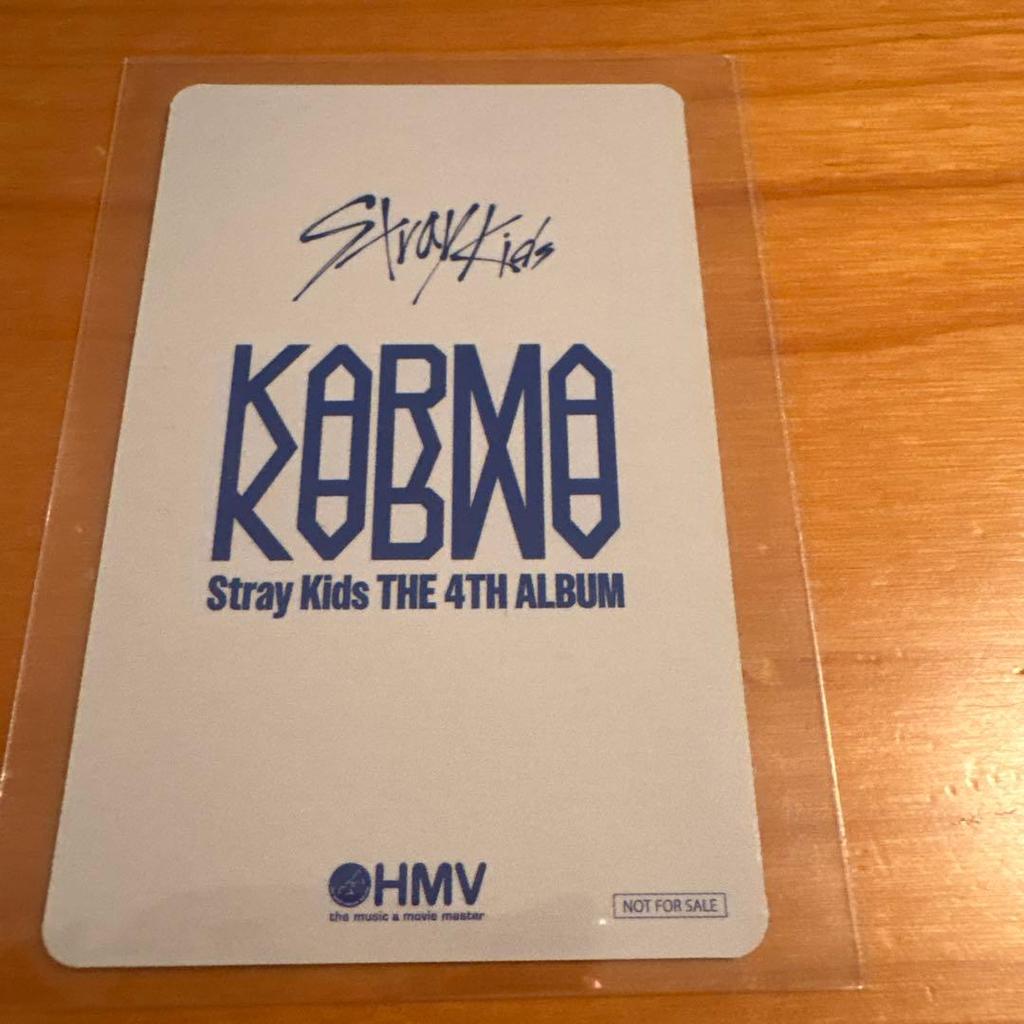 Stray Kids
KARMA
Stray Kids THE 4TH ALBUM
HMV
the music & movie master
NOT FOR SALE